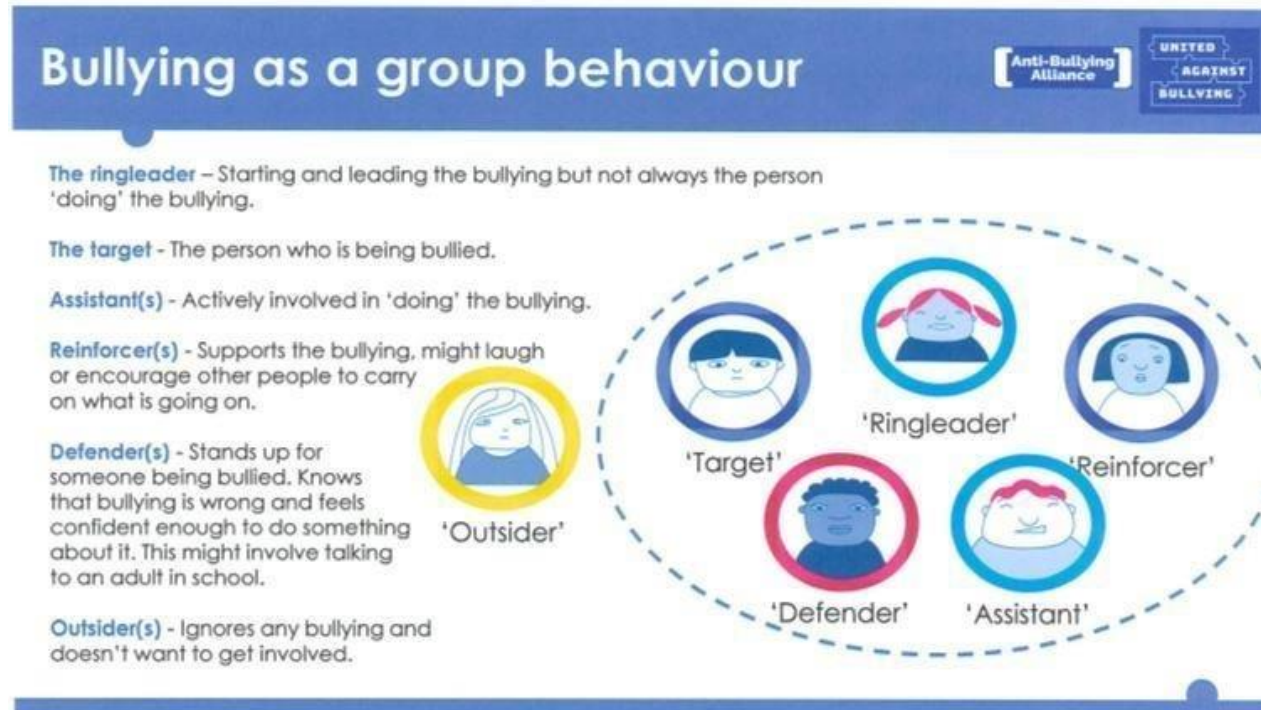 Bullying as a group behaviour
Anti-Bullying
Alliance
UNITED
AGAINST
BULLYING
The ringleader – Starting and leading the bullying but not always the person
'doing' the bullying.
The target - The person who is being bullied.
Assistant(s) - Actively involved in 'doing' the bullying.
Reinforcer(s) - Supports the bullying, might laugh
or encourage other people to carry
on what is going on.
Defender(s) - Stands up for
someone being bullied. Knows
that bullying is wrong and feels
confident enough to do something
about it. This might involve talking
to an adult in school.
Outsider(s) - Ignores any bullying and
doesn't want to get involved.
'Outsider'
'Target'
'Ringleader'
'Reinforcer'
'Defender'
'Assistant'